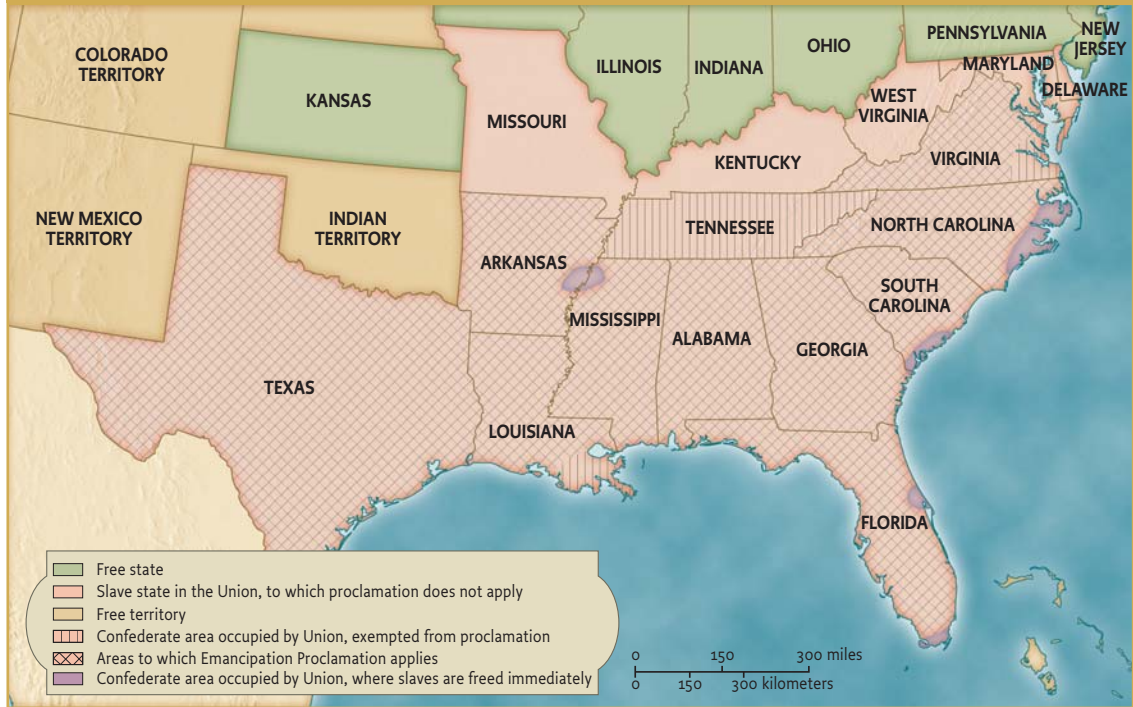 COLORADO
TERRITORY
KANSAS
MISSOURI
ILLINOIS
INDIANA
OHIO
PENNSYLVANIA
NEW
JERSEY
MARYLAND
DELAWARE
WEST
VIRGINIA
VIRGINIA
KENTUCKY
NEW MEXICO
TERRITORY
INDIAN
TERRITORY
TENNESSEE
NORTH CAROLINA
ARKANSAS
SOUTH
CAROLINA
MISSISSIPPI
ALABAMA
GEORGIA
TEXAS
LOUISIANA
FLORIDA
Free state
Slave state in the Union, to which proclamation does not apply
Free territory
Confederate area occupied by Union, exempted from proclamation
Areas to which Emancipation Proclamation applies
Confederate area occupied by Union, where slaves are freed immediately
0 150 300 miles
0 150 300 kilometers